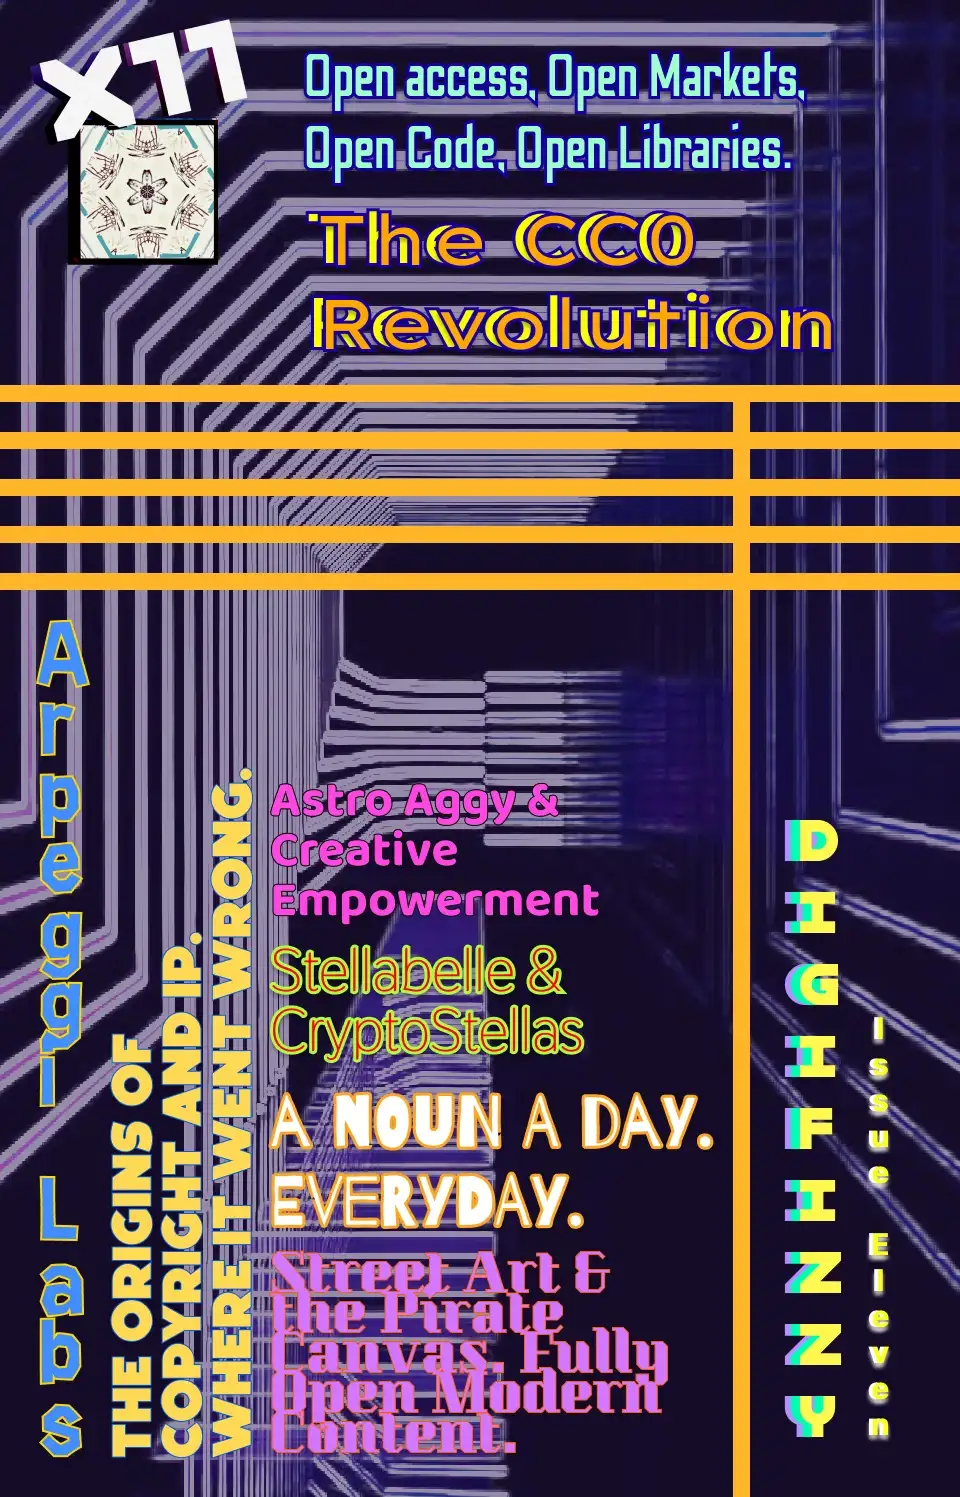 X11
Open access, Open Markets,
Open Code, Open Libraries.
The CC0
Revolution
Arpeggi Labs
THE ORIGINS OF
COPYRIGHT AND IP.
WHERE IT WENT WRONG.
Astro Aggy &
Creative
Empowerment
Stellabelle &
CryptoStellas
A NOUN A DAY.
EVERYDAY.
Street Art &
the Pirate
Canvas. Fully
Open Modern
Content.
DIGIFIZZY
Issue Eleven